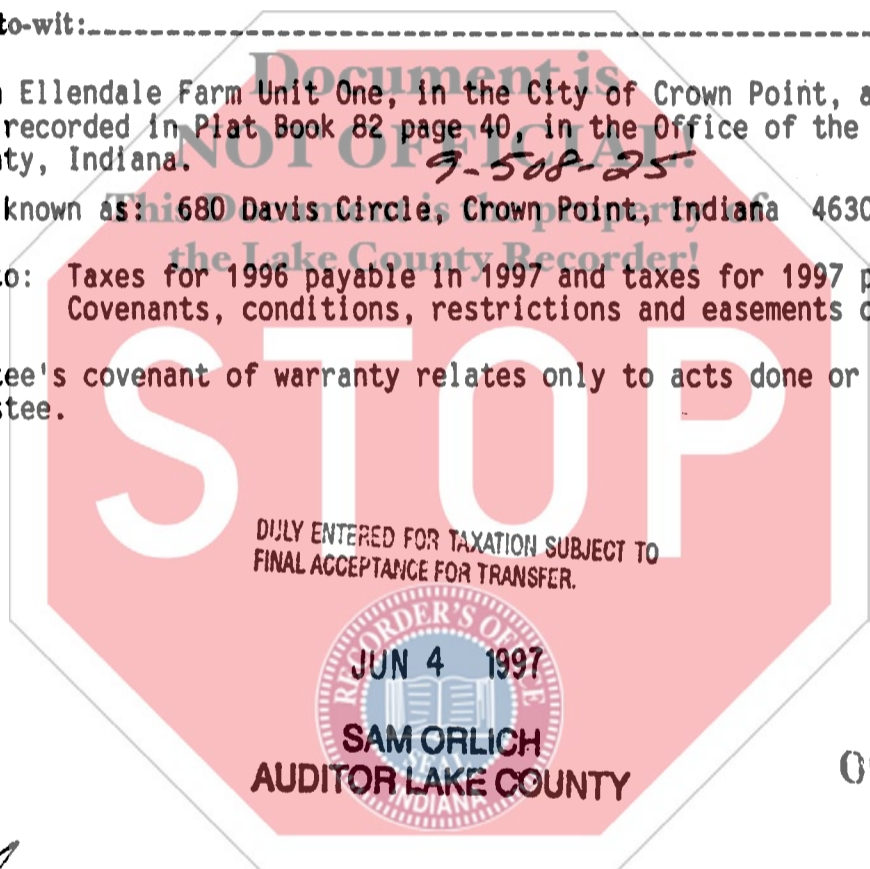 to-wit:
Document is
Ellendale Farm Unit One, in the City of Crown Point, a
recorded in Plat Book 82 page 40, in the Office of the
NOT OFFICIAL!
ty, Indiana.
9-508-25
known as: 680 Davis Circle, Crown Point, Indiana 4630
This Document is the property of
the Lake County Recorder!
o: Taxes for 1996 payable in 1997 and taxes for 1997 p
Covenants, conditions, restrictions and easements o
STOP
ee's covenant of warranty relates only to acts done or
stee.
DULY ENTERED FOR TAXATION SUBJECT TO
FINAL ACCEPTANCE FOR TRANSFER.
RECORDER'S OFFICE
JUN 4 1997
SAM ORLICH
SEAL
AUDITOR LAKE COUNTY
INDIANA